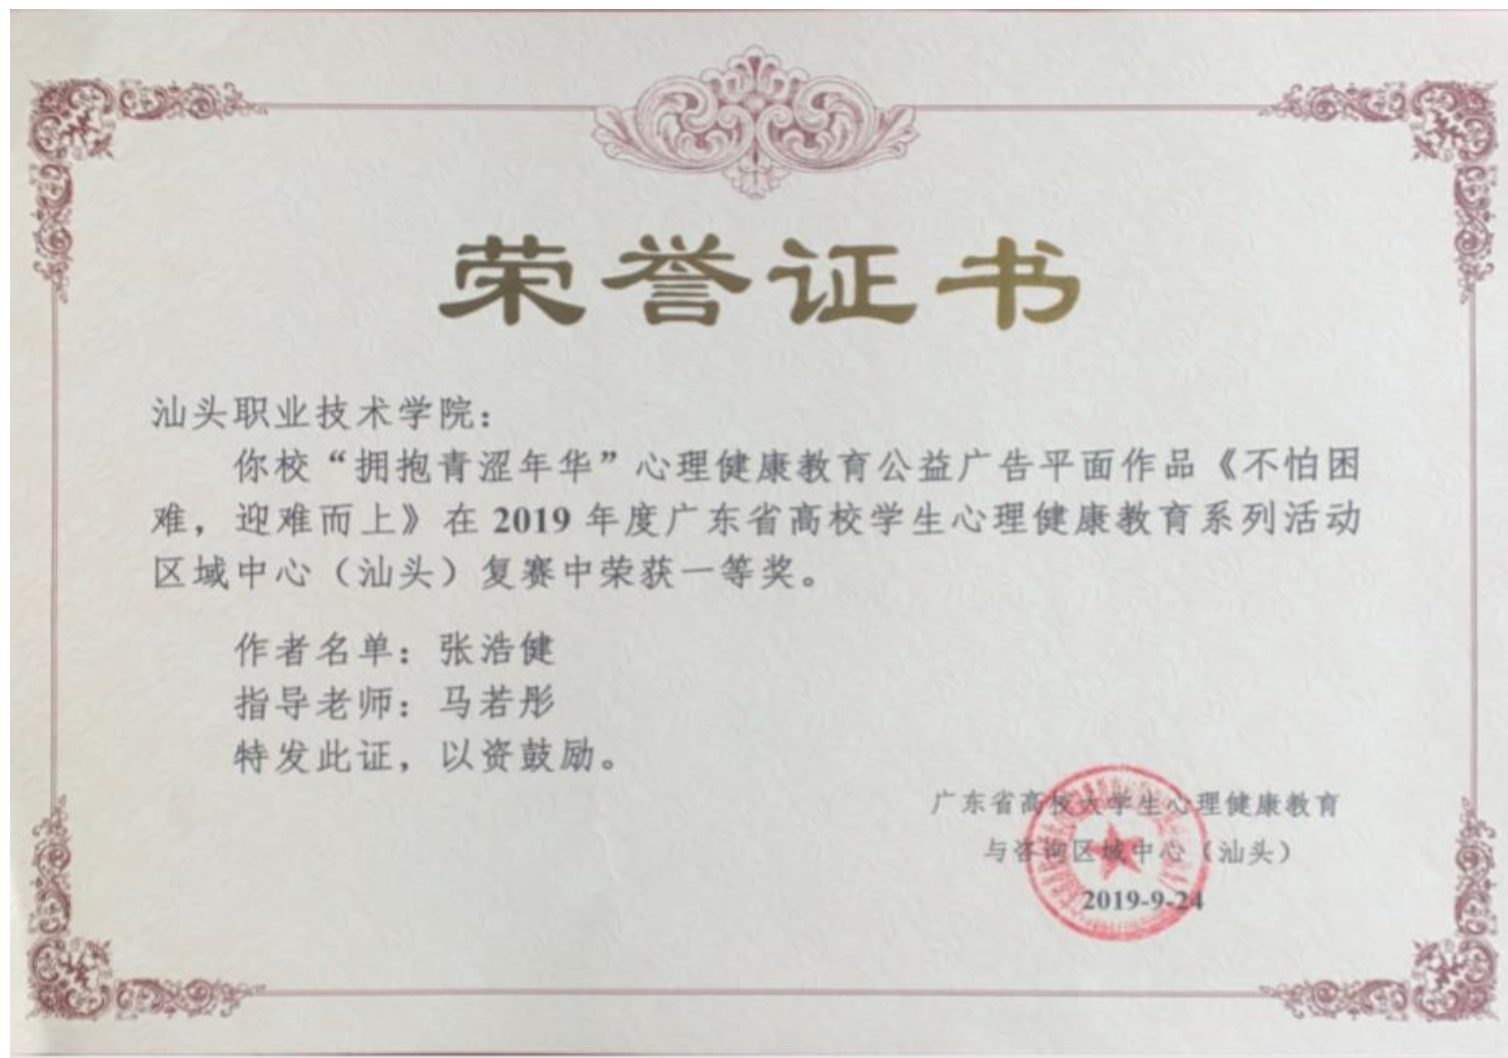 荣誉证书
汕头职业技术学院：
你校“拥抱青涩年华”心理健康教育公益广告平面作品《不怕困
难，迎难而上》在 2019 年度广东省高校学生心理健康教育系列活动
区域中心（汕头）复赛中荣获一等奖。
作者名单：张浩健
指导老师：马若彤
特发此证，以资鼓励。
广东省高校大学生心理健康教育
与咨询区域中心（汕头）
2019-9-24